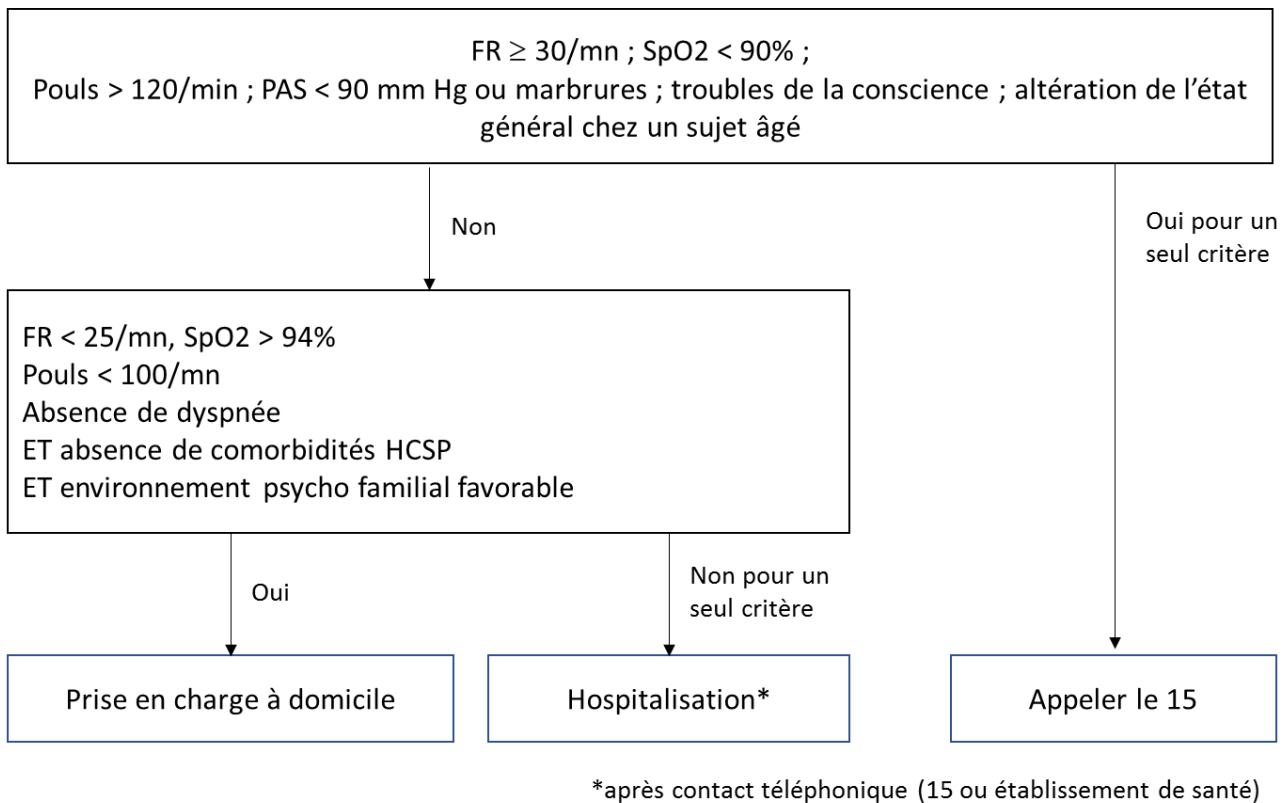 FR ≥ 30/mn ; SpO2 < 90% ;
Pouls > 120/min ; PAS < 90 mm Hg ou marbrures ; troubles de la conscience ; altération de l’état
général chez un sujet âgé
Non
Oui pour un
seul critère
FR < 25/mn, SpO2 > 94%
Pouls < 100/mn
Absence de dyspnée
ET absence de comorbidités HCSP
ET environnement psycho familial favorable
Oui
Non pour un
seul critère
Prise en charge à domicile
Hospitalisation*
Appeler le 15
*après contact téléphonique (15 ou établissement de santé)